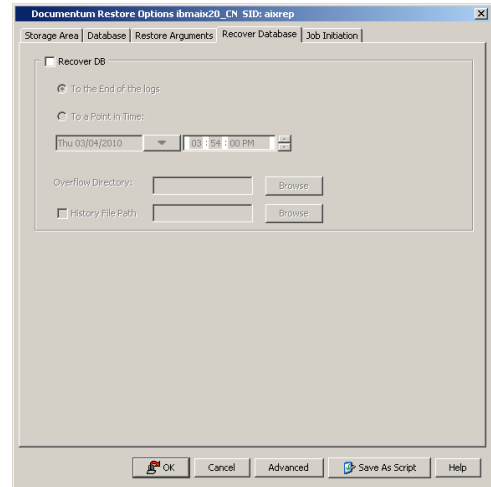 Documentum Restore Options ibmaix20_CN SID: aixrep
Storage Area Database Restore Arguments Recover Database Job Initiation
Recover DB
To the End of the logs
To a Point in Time:
Thu 03/04/2010 03 : 54 : 00 PM
Overflow Directory: Browse
History File Path Browse
OK Cancel Advanced Save As Script Help